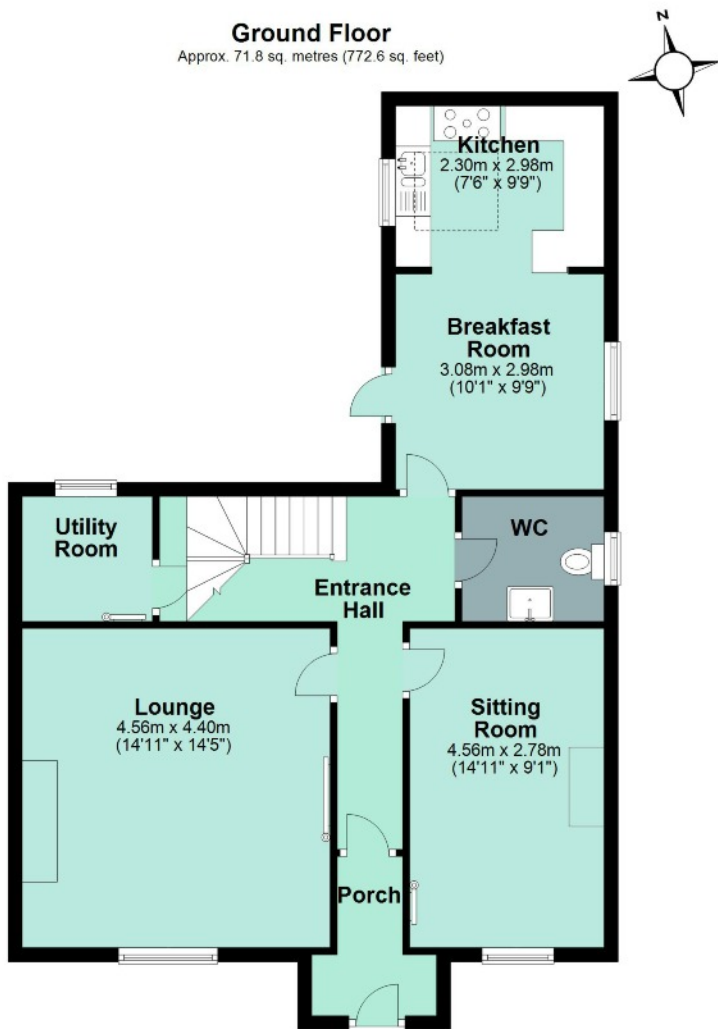 Ground Floor
Approx. 71.8 sq. metres (772.6 sq. feet)
N
Kitchen
2.30m x 2.98m
(7'6" x 9'9")
Breakfast
Room
3.08m x 2.98m
(10'1" x 9'9")
Utility
Room
WC
Entrance
Hall
Lounge
4.56m x 4.40m
(14'11" x 14'5")
Sitting
Room
4.56m x 2.78m
(14'11" x 9'1")
Porch